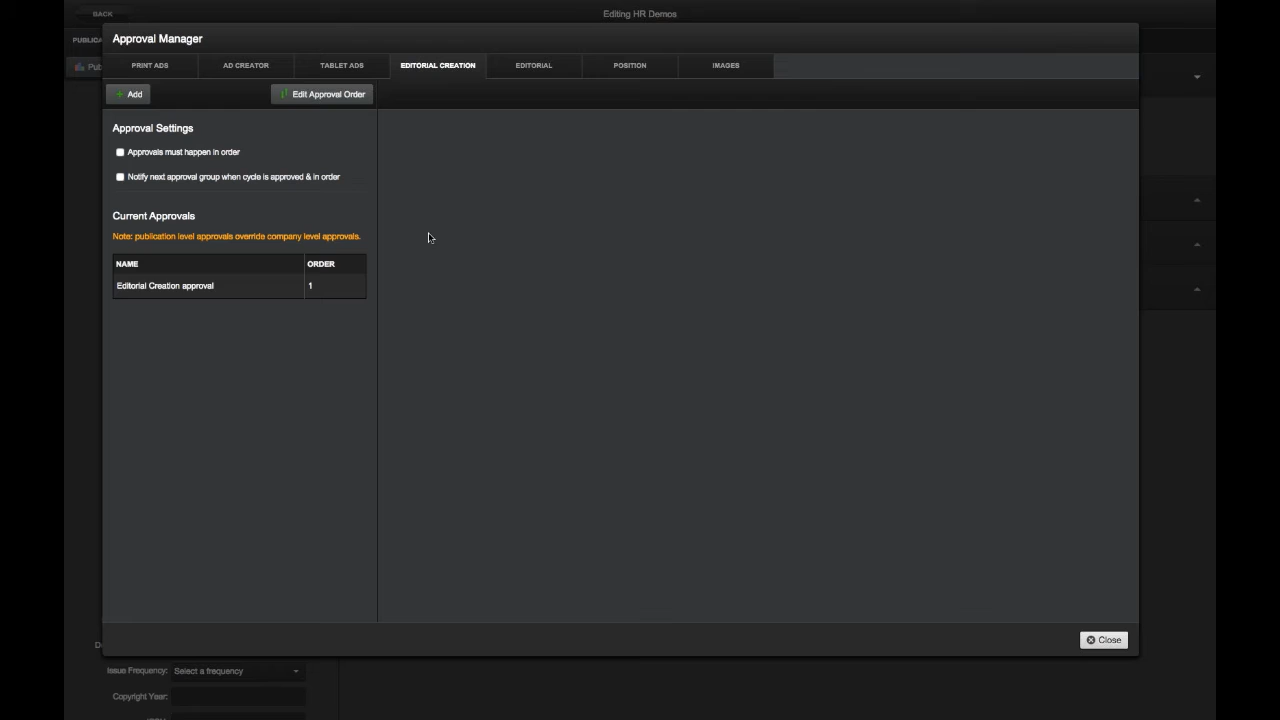 BACK
Editing HR Demos
Approval Manager
PRINT ADS
AD CREATOR
TABLET ADS
EDITORIAL CREATION
EDITORIAL
POSITION
IMAGES
Add
Edit Approval Order
Approval Settings
Approvals must happen in order
Notify next approval group when cycle is approved & in order
Current Approvals
Note: publication level approvals override company level approvals.
NAME
ORDER
Editorial Creation approval
1
Close
Issue Frequency:
Select a frequency
Copyright Year: